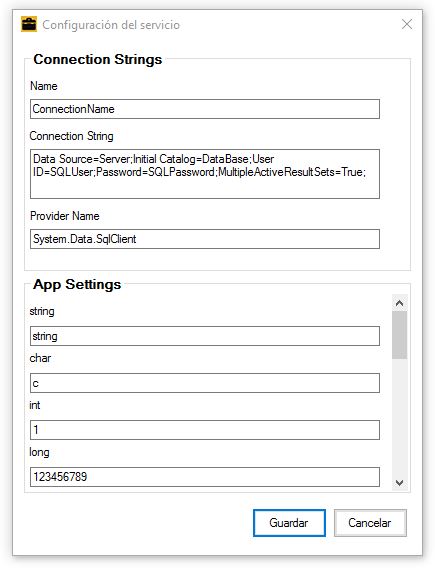 Configuración del servicio
Connection Strings
Name
ConnectionName
Connection String
Data Source=Server;Initial Catalog=DataBase;User
ID=SQLUser;Password=SQLPassword;MultipleActiveResultSets=True;
Provider Name
System.Data.SqlClient
App Settings
string
string
char
c
int
1
long
123456789
Guardar
Cancelar